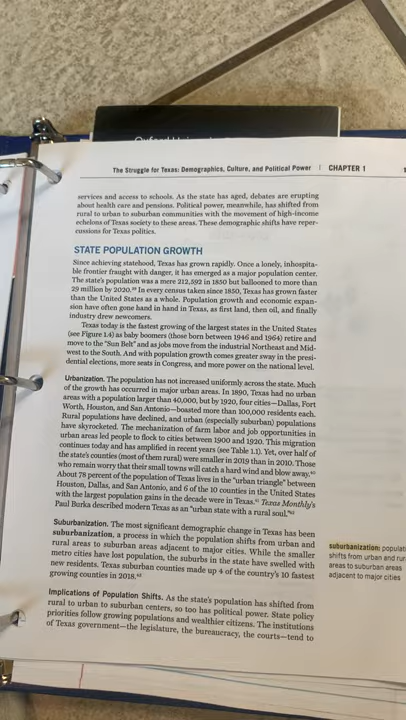 The Struggle for Texas: Demographics, Culture, and Political Power | CHAPTER 1
services and access to schools. As the state has aged, debates are erupting
about health care and pensions. Political power, meanwhile, has shifted from
rural to urban to suburban communities with the movement of high-income
echelons of Texas society to these areas. These demographic shifts have reper-
cussions for Texas politics.
STATE POPULATION GROWTH
Since achieving statehood, Texas has grown rapidly. Once a lonely, inhospita-
ble frontier fraught with danger, it has emerged as a major population center.
The state's population was a mere 212,592 in 1850 but ballooned to more than
29 million by 2020. In every census taken since 1850, Texas has grown faster
than the United States as a whole. Population growth and economic expan-
sion have often gone hand in hand in Texas, as first land, then oil, and finally
industry drew newcomers.
Texas today is the fastest growing of the largest states in the United States
(see Figure 1.4) as baby boomers (those born between 1946 and 1964) retire and
move to the "Sun Belt" and as jobs move from the industrial Northeast and Mid-
west to the South. And with population growth comes greater sway in the presi-
dential elections, more seats in Congress, and more power on the national level.
Urbanization. The population has not increased uniformly across the state. Much
of the growth has occurred in major urban areas. In 1890, Texas had no urban
areas with a population larger than 40,000, but by 1920, four cities—Dallas, Fort
Worth, Houston, and San Antonio—boasted more than 100,000 residents each.
Rural populations have declined, and urban (especially suburban) populations
have skyrocketed. The mechanization of farm labor and job opportunities in
urban areas led people to flock to cities between 1900 and 1920. This migration
continues today and has amplified in recent years (see Table 1.1). Yet, over half of
the state's counties (most of them rural) were smaller in 2019 than in 2010. Those
who remain worry that their small towns will catch a hard wind and blow away.
About 78 percent of the population of Texas lives in the "urban triangle" between
Houston, Dallas, and San Antonio, and 6 of the 10 counties in the United States
with the largest population gains in the decade were in Texas. Texas Monthly's
Paul Burka described modern Texas as an "urban state with a rural soul."
Suburbanization. The most significant demographic change in Texas has been
suburbanization, a process in which the population shifts from urban and
rural areas to suburban areas adjacent to major cities. While the smaller
metro cities have lost population, the suburbs in the state have swelled with
new residents. Texas suburban counties made up 4 of the country's 10 fastest
growing counties in 2018.
Implications of Population Shifts. As the state's population has shifted from
rural to urban to suburban centers, so too has political power. State policy
priorities follow growing populations and wealthier citizens. The institutions
of Texas government—the legislature, the bureaucracy, the courts—tend to
suburbanization: populati
shifts from urban and rur
areas to suburban areas
adjacent to major cities